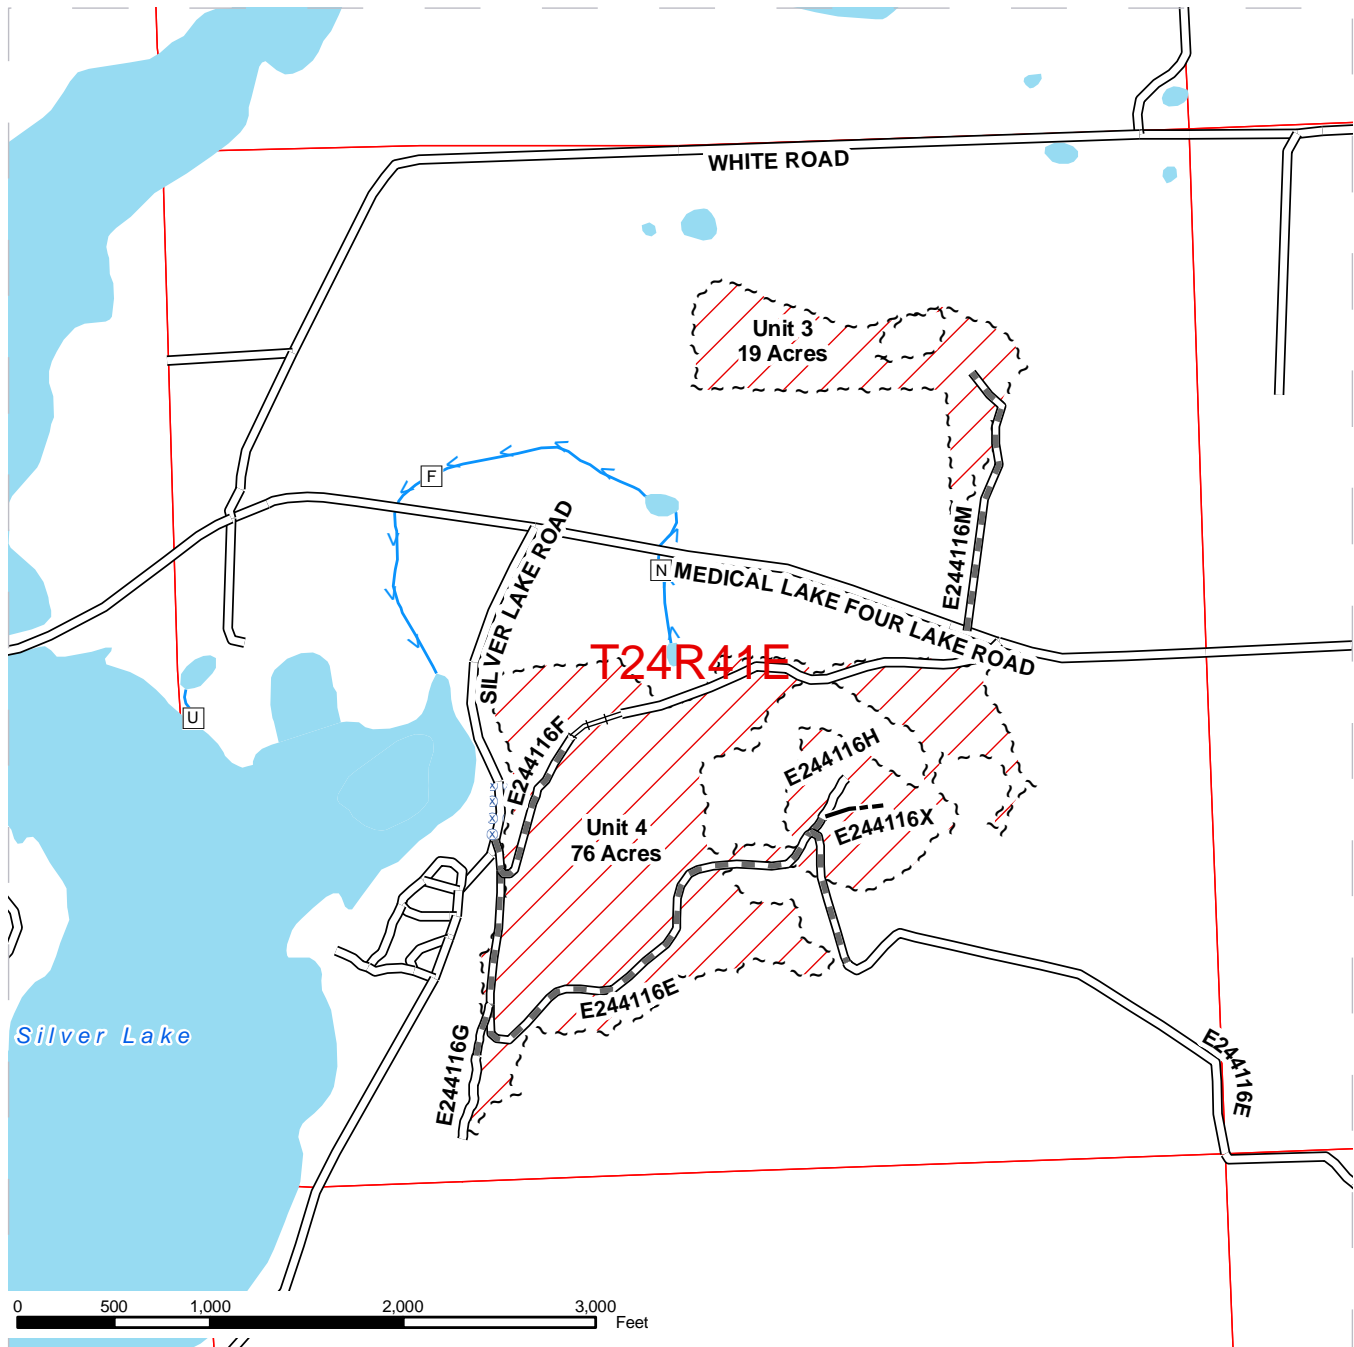 WHITE ROAD
Unit 3
19 Acres
F
SILVER LAKE ROAD
E244116M
N
MEDICAL LAKE FOUR LAKE ROAD
T24R41E
U
E244116F
E244116H
E244116X
Unit 4
76 Acres
E244116E
Silver Lake
E244116G
E244116E
0 500 1,000 2,000 3,000
Feet